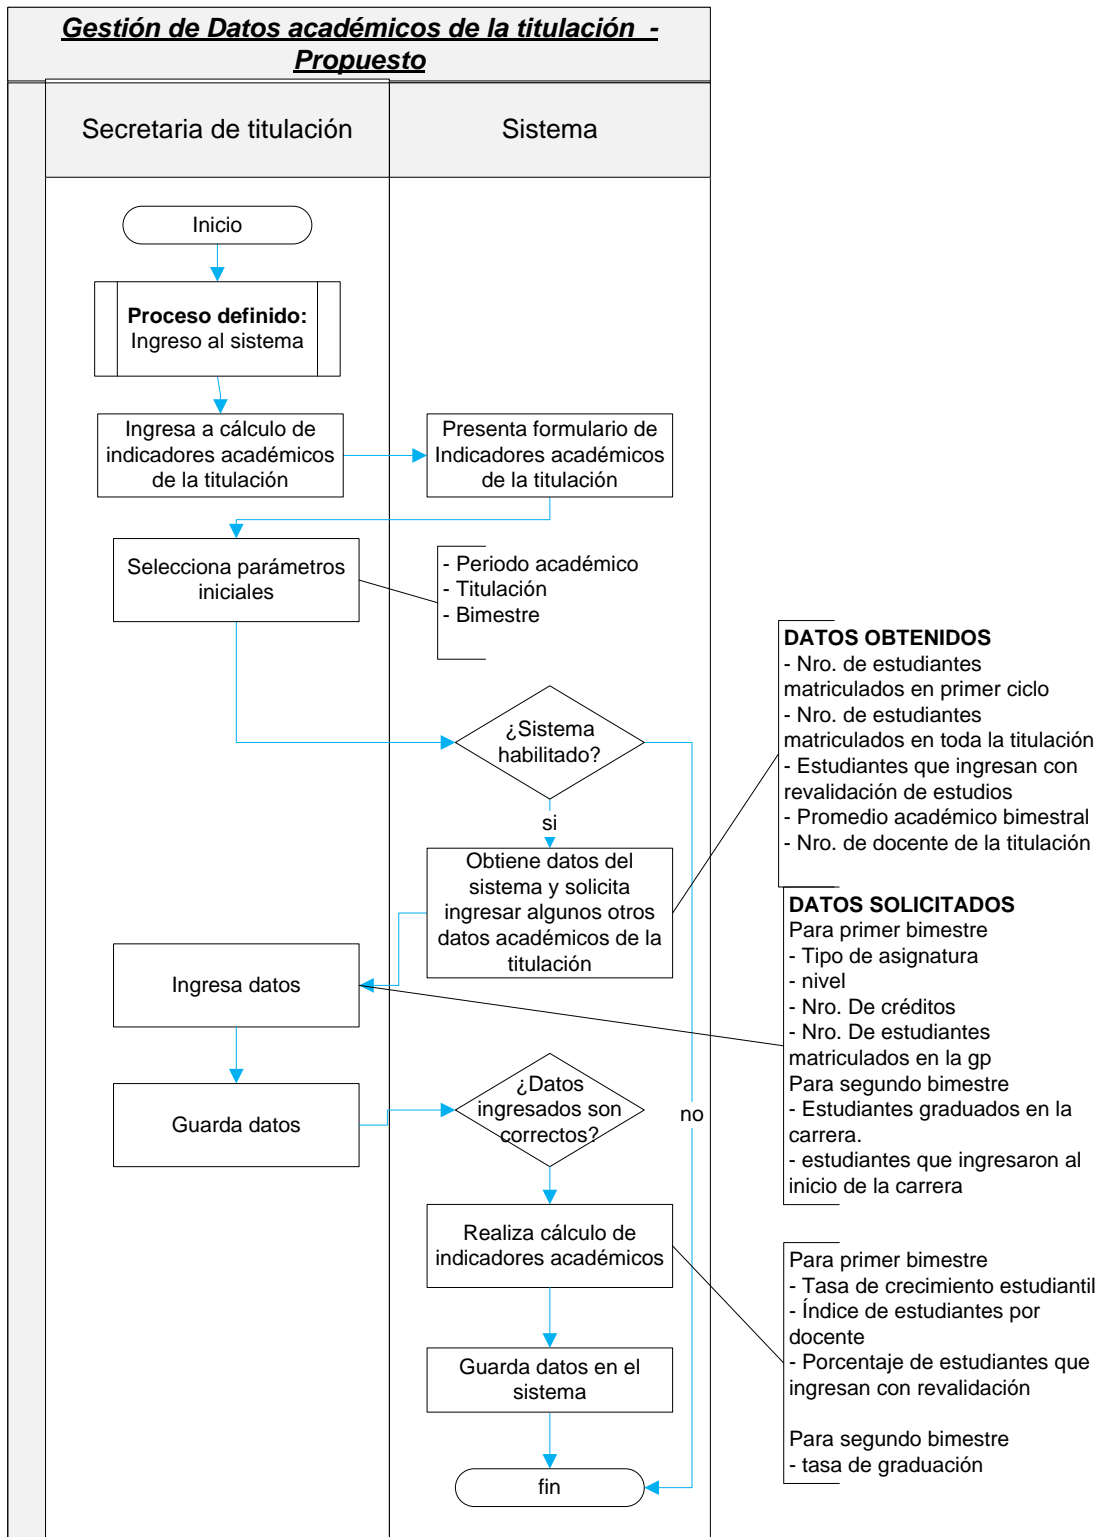 Gestión de Datos académicos de la titulación -
Propuesto
Secretaria de titulación
Sistema
Inicio
Proceso definido:
Ingreso al sistema
Ingresa a cálculo de
indicadores académicos
de la titulación
Presenta formulario de
Indicadores académicos
de la titulación
Selecciona parámetros
iniciales
- Periodo académico
- Titulación
- Bimestre
¿Sistema
habilitado?
si
no
DATOS OBTENIDOS
- Nro. de estudiantes
matriculados en primer ciclo
- Nro. de estudiantes
matriculados en toda la titulación
- Estudiantes que ingresan con
revalidación de estudios
- Promedio académico bimestral
- Nro. de docente de la titulación
Obtiene datos del
sistema y solicita
ingresar algunos otros
datos académicos de la
titulación
DATOS SOLICITADOS
Para primer bimestre
- Tipo de asignatura
- nivel
- Nro. De créditos
- Nro. De estudiantes
matriculados en la gp
Para segundo bimestre
- Estudiantes graduados en la
carrera.
- estudiantes que ingresaron al
inicio de la carrera
Ingresa datos
Guarda datos
¿Datos
ingresados son
correctos?
Realiza cálculo de
indicadores académicos
Para primer bimestre
- Tasa de crecimiento estudiantil
- Índice de estudiantes por
docente
- Porcentaje de estudiantes que
ingresan con revalidación
Para segundo bimestre
- tasa de graduación
Guarda datos en el
sistema
fin